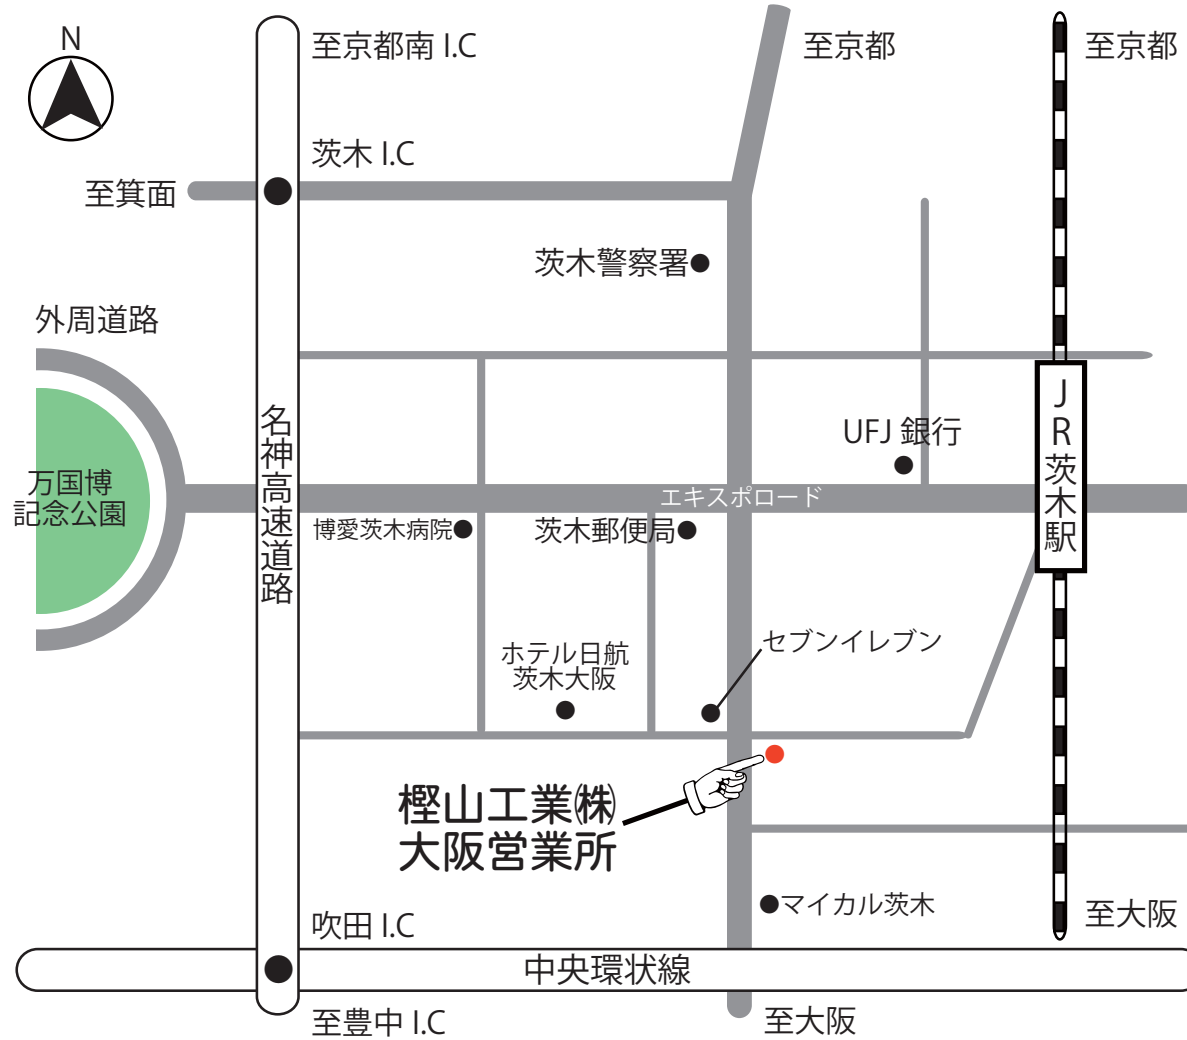 N
至京都南 I.C
至京都
至京都
茨木 I.C
至箕面
茨木警察署
外周道路
名神高速道路
UFJ 銀行
JR茨木駅
万国博
記念公園
エキスポロード
博愛茨木病院
茨木郵便局
セブンイレブン
ホテル日航
茨木大阪
樫山工業㈱
大阪営業所
マイカル茨木
至大阪
吹田 I.C
中央環状線
至豊中 I.C
至大阪